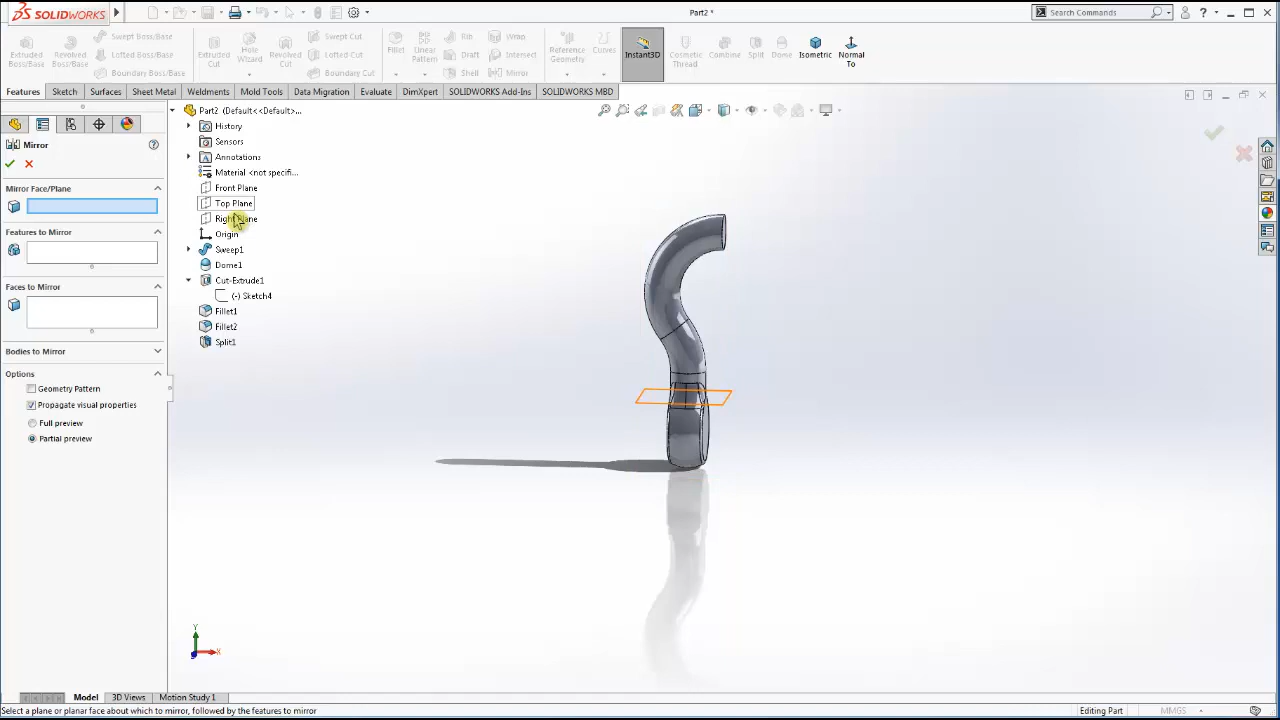 SOLIDWORKS
Part2 *
Search Commands
Extruded Boss/Base
Revolved Boss/Base
Swept Boss/Base
Lofted Boss/Base
Boundary Boss/Base
Extruded Cut
Hole Wizard
Revolved Cut
Swept Cut
Lofted Cut
Boundary Cut
Fillet
Linear Pattern
Rib
Draft
Shell
Wrap
Intersect
Mirror
Reference Geometry
Curves
Instant3D
Cosmetic Thread
Combine
Split
Dome
Isometric
Normal To
Features
Sketch
Surfaces
Sheet Metal
Weldments
Mold Tools
Data Migration
Evaluate
DimXpert
SOLIDWORKS Add-Ins
SOLIDWORKS MBD
Mirror
Mirror Face/Plane
Features to Mirror
Faces to Mirror
Bodies to Mirror
Options
Geometry Pattern
Propagate visual properties
Full preview
Partial preview
Part2 (Default<<Default>...
History
Sensors
Annotations
Material <not specifi...
Front Plane
Top Plane
Right Plane
Origin
Sweep1
Dome1
Cut-Extrude1
(-) Sketch4
Fillet1
Fillet2
Split1
Y
X
Model
3D Views
Motion Study 1
Select a plane or planar face about which to mirror, followed by the features to mirror
Editing Part
MMGS